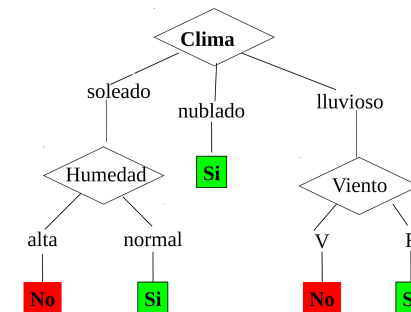 Clima
soleado
nublado
lluvioso
Si
Humedad
Viento
alta
normal
V
No
Si
No